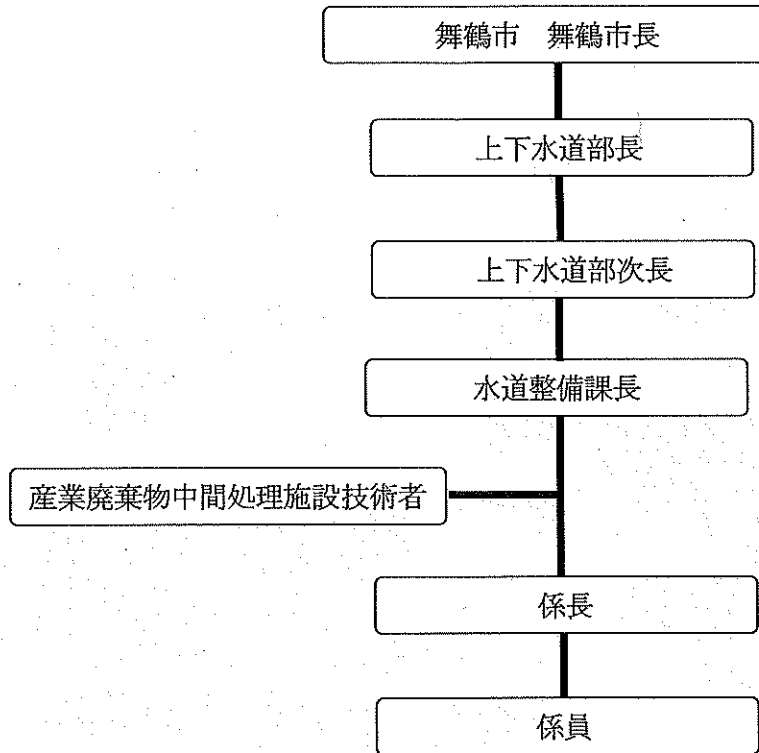 舞鶴市　舞鶴市長
上下水道部長
上下水道部次長
水道整備課長
産業廃棄物中間処理施設技術者
係長
係員